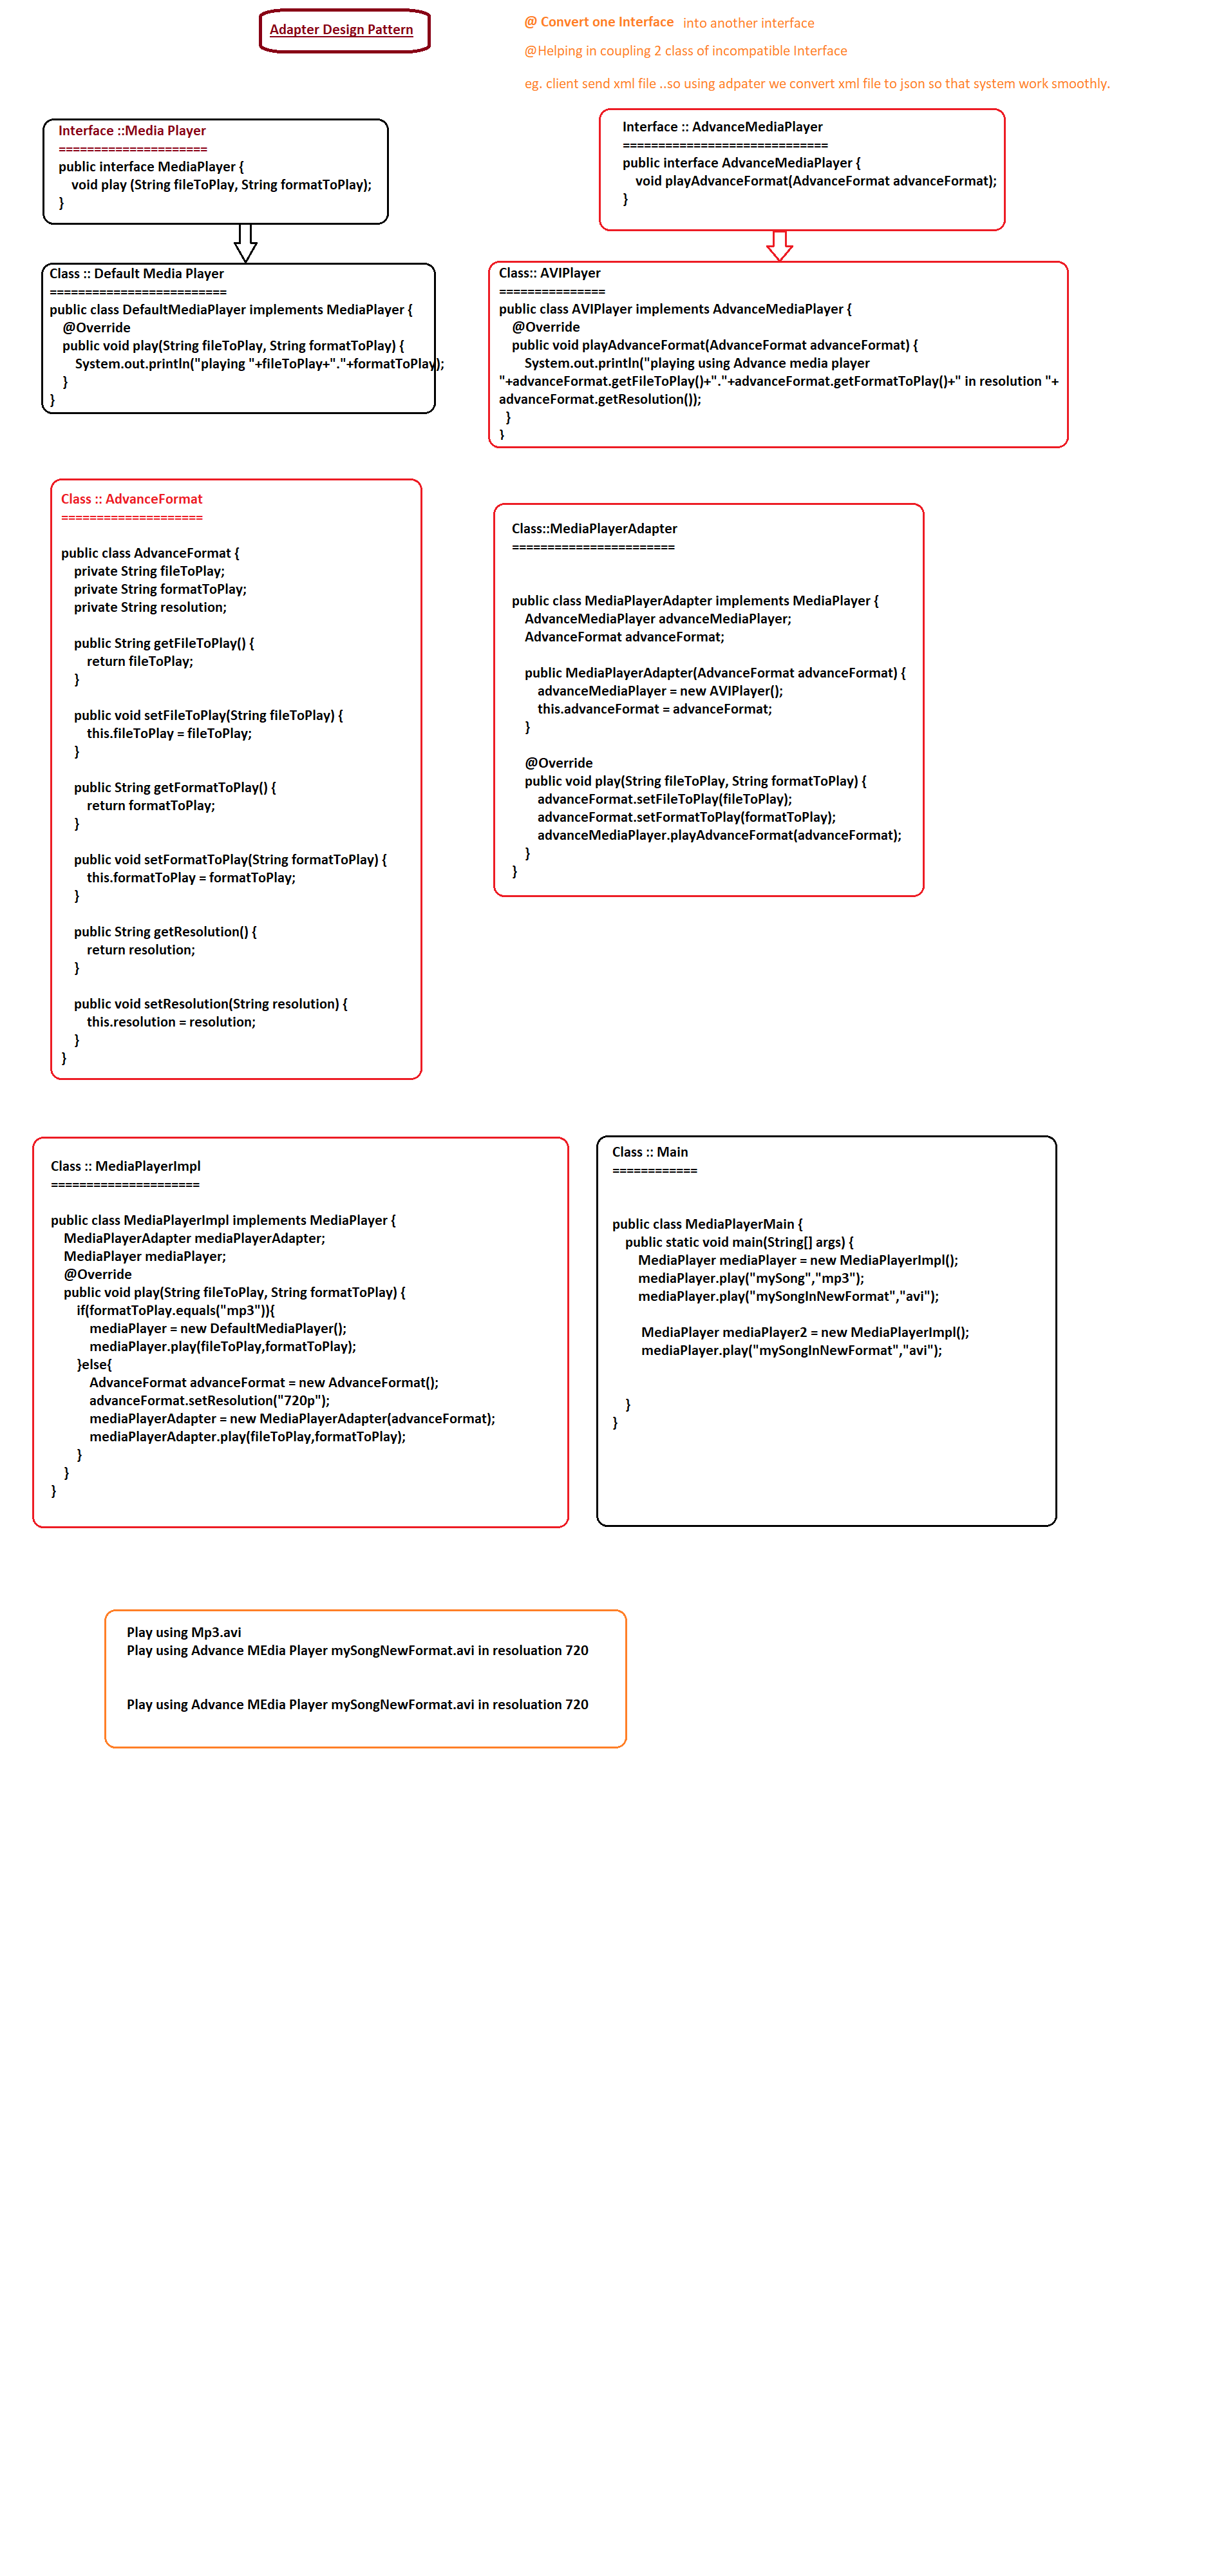 Adapter Design Pattern
@ Convert one Interface into another interface
@Helping in coupling 2 class of incompatible Interface
eg. client send xml file ..so using adpater we convert xml file to json so that system work smoothly.
Interface ::Media Player
=====================
public interface MediaPlayer {
void play (String fileToPlay, String formatToPlay);
}
Interface :: AdvanceMediaPlayer
=============================
public interface AdvanceMediaPlayer {
void playAdvanceFormat(AdvanceFormat advanceFormat);
}
Class :: Default Media Player
=========================
public class DefaultMediaPlayer implements MediaPlayer {
@Override
public void play(String fileToPlay, String formatToPlay) {
System.out.println("playing "+fileToPlay+"."+formatToPlay);
}
}
Class:: AVIPlayer
===============
public class AVIPlayer implements AdvanceMediaPlayer {
@Override
public void playAdvanceFormat(AdvanceFormat advanceFormat) {
System.out.println("playing using Advance media player
"+advanceFormat.getFileToPlay()+"."+advanceFormat.getFormatToPlay()+" in resolution "+
advanceFormat.getResolution());
}
}
Class :: AdvanceFormat
====================
public class AdvanceFormat {
private String fileToPlay;
private String formatToPlay;
private String resolution;
public String getFileToPlay() {
return fileToPlay;
}
public void setFileToPlay(String fileToPlay) {
this.fileToPlay = fileToPlay;
}
public String getFormatToPlay() {
return formatToPlay;
}
public void setFormatToPlay(String formatToPlay) {
this.formatToPlay = formatToPlay;
}
public String getResolution() {
return resolution;
}
public void setResolution(String resolution) {
this.resolution = resolution;
}
}
Class::MediaPlayerAdapter
=======================
public class MediaPlayerAdapter implements MediaPlayer {
AdvanceMediaPlayer advanceMediaPlayer;
AdvanceFormat advanceFormat;
public MediaPlayerAdapter(AdvanceFormat advanceFormat) {
advanceMediaPlayer = new AVIPlayer();
this.advanceFormat = advanceFormat;
}
@Override
public void play(String fileToPlay, String formatToPlay) {
advanceFormat.setFileToPlay(fileToPlay);
advanceFormat.setFormatToPlay(formatToPlay);
advanceMediaPlayer.playAdvanceFormat(advanceFormat);
}
}
Class :: MediaPlayerImpl
=====================
public class MediaPlayerImpl implements MediaPlayer {
MediaPlayerAdapter mediaPlayerAdapter;
MediaPlayer mediaPlayer;
@Override
public void play(String fileToPlay, String formatToPlay) {
if(formatToPlay.equals("mp3")){
mediaPlayer = new DefaultMediaPlayer();
mediaPlayer.play(fileToPlay,formatToPlay);
}else{
AdvanceFormat advanceFormat = new AdvanceFormat();
advanceFormat.setResolution("720p");
mediaPlayerAdapter = new MediaPlayerAdapter(advanceFormat);
mediaPlayerAdapter.play(fileToPlay,formatToPlay);
}
}
}
Class :: Main
============
public class MediaPlayerMain {
public static void main(String[] args) {
MediaPlayer mediaPlayer = new MediaPlayerImpl();
mediaPlayer.play("mySong","mp3");
mediaPlayer.play("mySongInNewFormat","avi");
MediaPlayer mediaPlayer2 = new MediaPlayerImpl();
mediaPlayer.play("mySongInNewFormat","avi");
}
}
Play using Mp3.avi
Play using Advance MEdia Player mySongNewFormat.avi in resoluation 720
Play using Advance MEdia Player mySongNewFormat.avi in resoluation 720